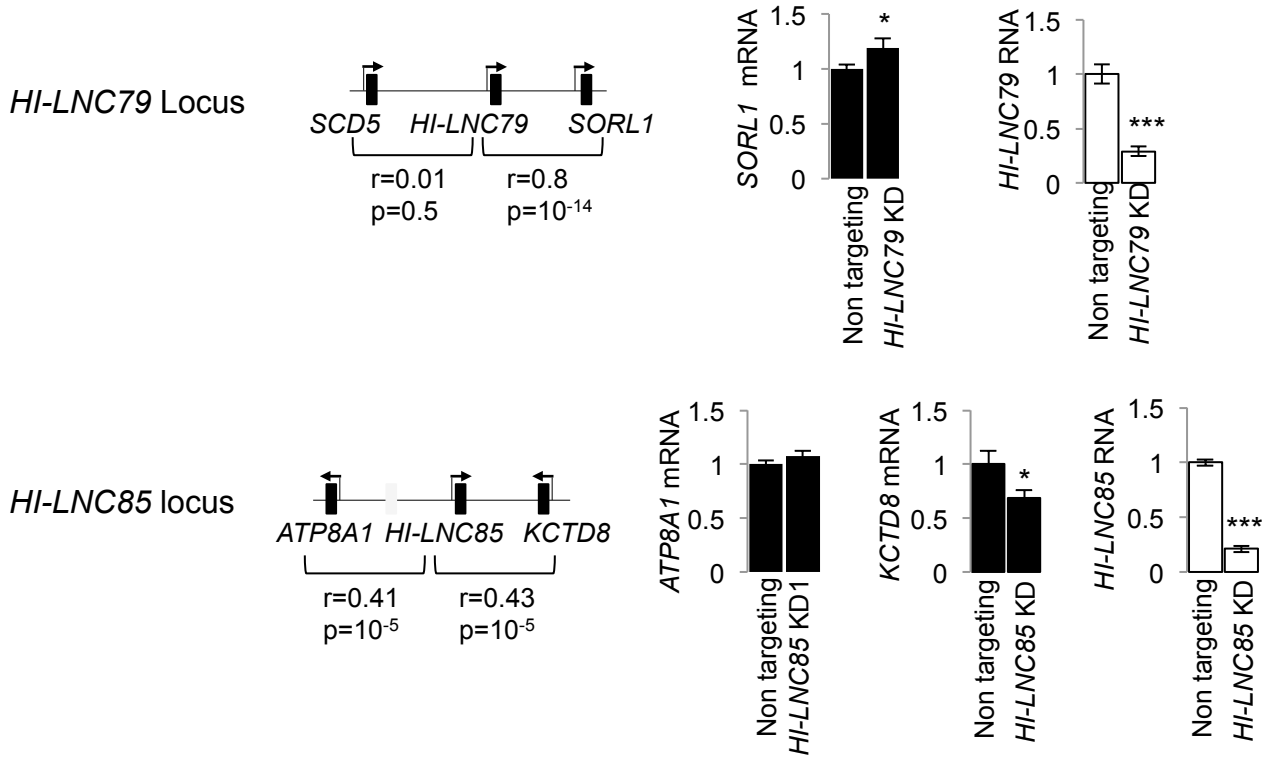 HI-LNC79 Locus
SCD5 HI-LNC79 SORL1
r=0.01 r=0.8
p=0.5 p=10-14
SORL1 mRNA
1.5
1
0.5
0
*
Non targeting
HI-LNC79 KD
HI-LNC79 RNA
1.5
1
0.5
0
***
Non targeting
HI-LNC79 KD
HI-LNC85 locus
ATP8A1 HI-LNC85 KCTD8
r=0.41 r=0.43
p=10-5 p=10-5
ATP8A1 mRNA
1.5
1
0.5
0
Non targeting
HI-LNC85 KD1
KCTD8 mRNA
1.5
1
0.5
0
*
Non targeting
HI-LNC85 KD
HI-LNC85 RNA
1.5
1
0.5
0
***
Non targeting
HI-LNC85 KD